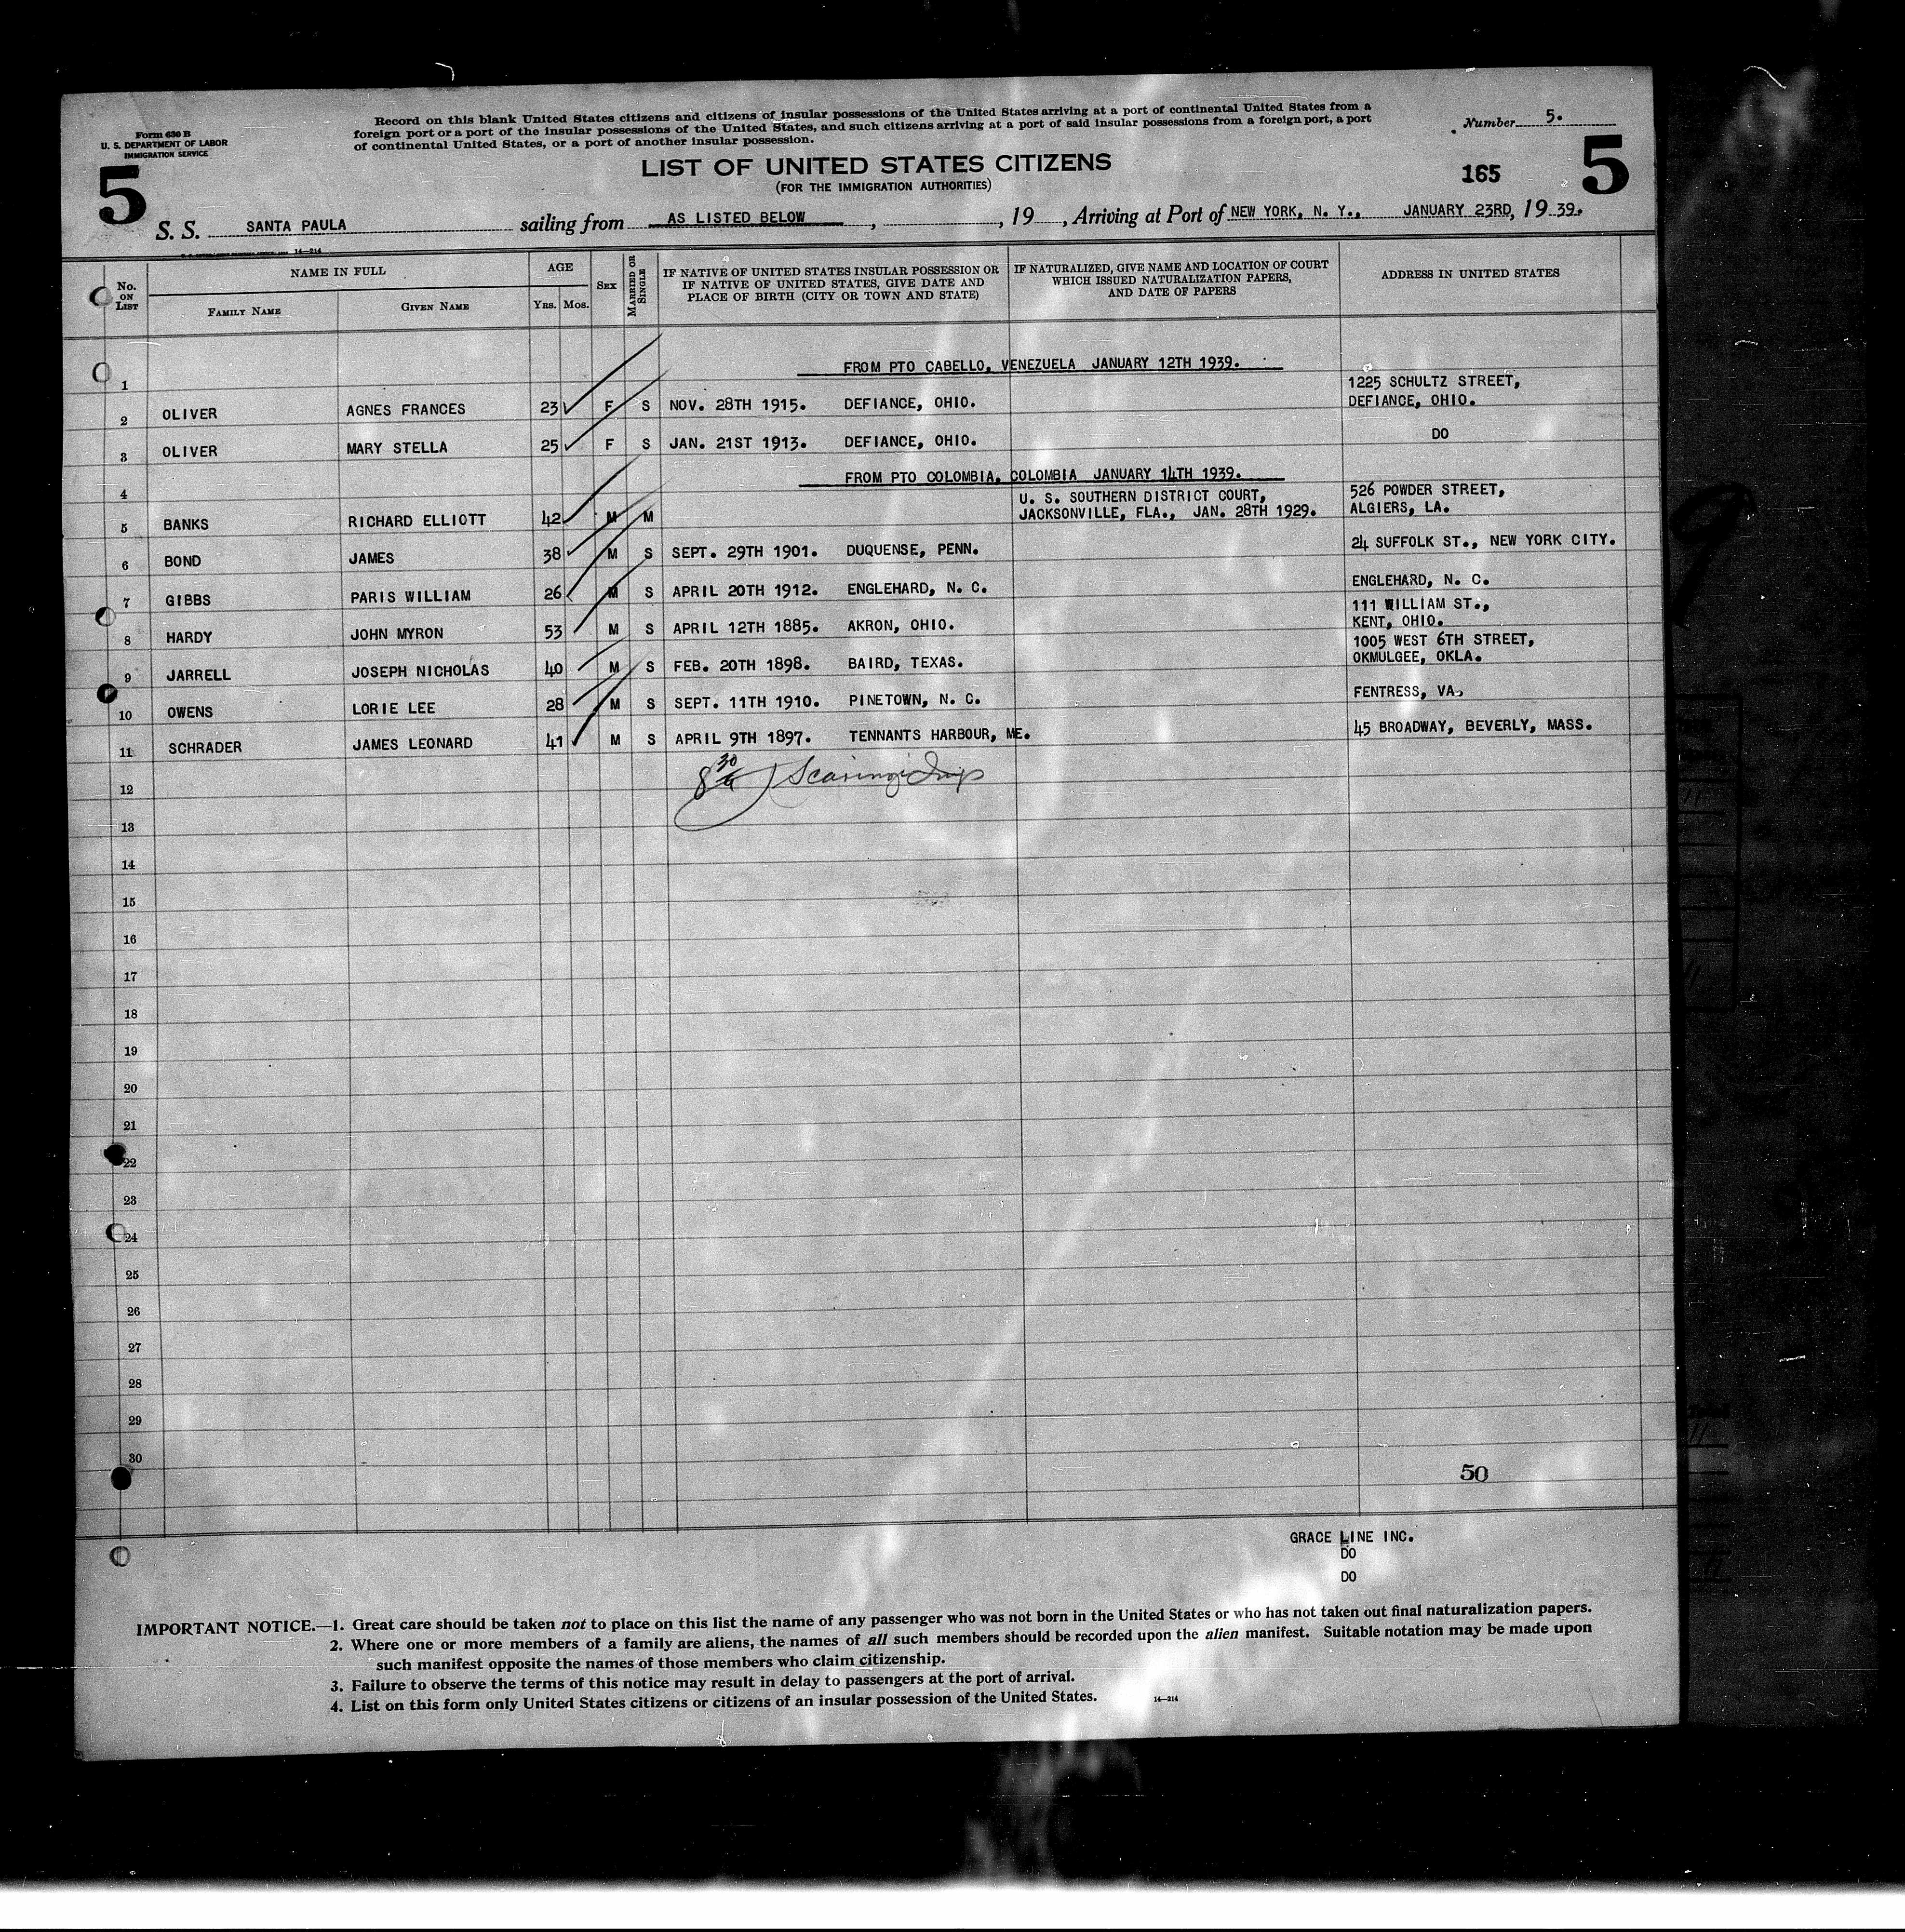 Form 630 B
U. S. DEPARTMENT OF LABOR
IMMIGRATION SERVICE
5
Record on this blank United States citizens and citizens of insular possessions of the United States arriving at a port of continental United States from a
foreign port or a port of the insular possessions of the United States, and such citizens arriving at a port of said insular possessions from a foreign port, a port
of continental United States, or a port of another insular possession.
Number 5.
LIST OF UNITED STATES CITIZENS
(FOR THE IMMIGRATION AUTHORITIES)
165
5
S. S. SANTA PAULA sailing from AS LISTED BELOW, , 19 , Arriving at Port of NEW YORK, N. Y., JANUARY 23RD, 19 39.
14—214
No. ON LIST
NAME IN FULL
FAMILY NAME
GIVEN NAME
AGE
YRS. MOS.
SEX
MARRIED OR SINGLE
IF NATIVE OF UNITED STATES INSULAR POSSESSION OR
IF NATIVE OF UNITED STATES, GIVE DATE AND
PLACE OF BIRTH (CITY OR TOWN AND STATE)
IF NATURALIZED, GIVE NAME AND LOCATION OF COURT
WHICH ISSUED NATURALIZATION PAPERS,
AND DATE OF PAPERS
ADDRESS IN UNITED STATES
1 FROM PTO CABELLO, VENEZUELA JANUARY 12TH 1939.
1225 SCHULTZ STREET,
2 OLIVER AGNES FRANCES 23 F S NOV. 28TH 1915. DEFIANCE, OHIO. DEFIANCE, OHIO.
3 OLIVER MARY STELLA 25 F S JAN. 21ST 1913. DEFIANCE, OHIO. DO
4 FROM PTO COLOMBIA, COLOMBIA JANUARY 14TH 1939.
U. S. SOUTHERN DISTRICT COURT, 526 POWDER STREET,
5 BANKS RICHARD ELLIOTT 42 M M JACKSONVILLE, FLA., JAN. 28TH 1929. ALGIERS, LA.
6 BOND JAMES 38 M S SEPT. 29TH 1901. DUQUENSE, PENN. 24 SUFFOLK ST., NEW YORK CITY.
7 GIBBS PARIS WILLIAM 26 M S APRIL 20TH 1912. ENGLEHARD, N. C. ENGLEHARD, N. C.
111 WILLIAM ST.,
8 HARDY JOHN MYRON 53 M S APRIL 12TH 1885. AKRON, OHIO. KENT, OHIO.
1005 WEST 6TH STREET,
9 JARRELL JOSEPH NICHOLAS 40 M S FEB. 20TH 1898. BAIRD, TEXAS. OKMULGEE, OKLA.
10 OWENS LORIE LEE 28 M S SEPT. 11TH 1910. PINETOWN, N. C. FENTRESS, VA.
11 SCHRADER JAMES LEONARD 41 M S APRIL 9TH 1897. TENNANTS HARBOUR, ME. 45 BROADWAY, BEVERLY, MASS.
12
13
14
15
16
17
18
19
20
21
22
23
24
25
26
27
28
29
30
50
GRACE LINE INC.
DO
DO
IMPORTANT NOTICE.—1. Great care should be taken not to place on this list the name of any passenger who was not born in the United States or who has not taken out final naturalization papers.
2. Where one or more members of a family are aliens, the names of all such members should be recorded upon the alien manifest. Suitable notation may be made upon
such manifest opposite the names of those members who claim citizenship.
3. Failure to observe the terms of this notice may result in delay to passengers at the port of arrival.
4. List on this form only United States citizens or citizens of an insular possession of the United States. 14—214